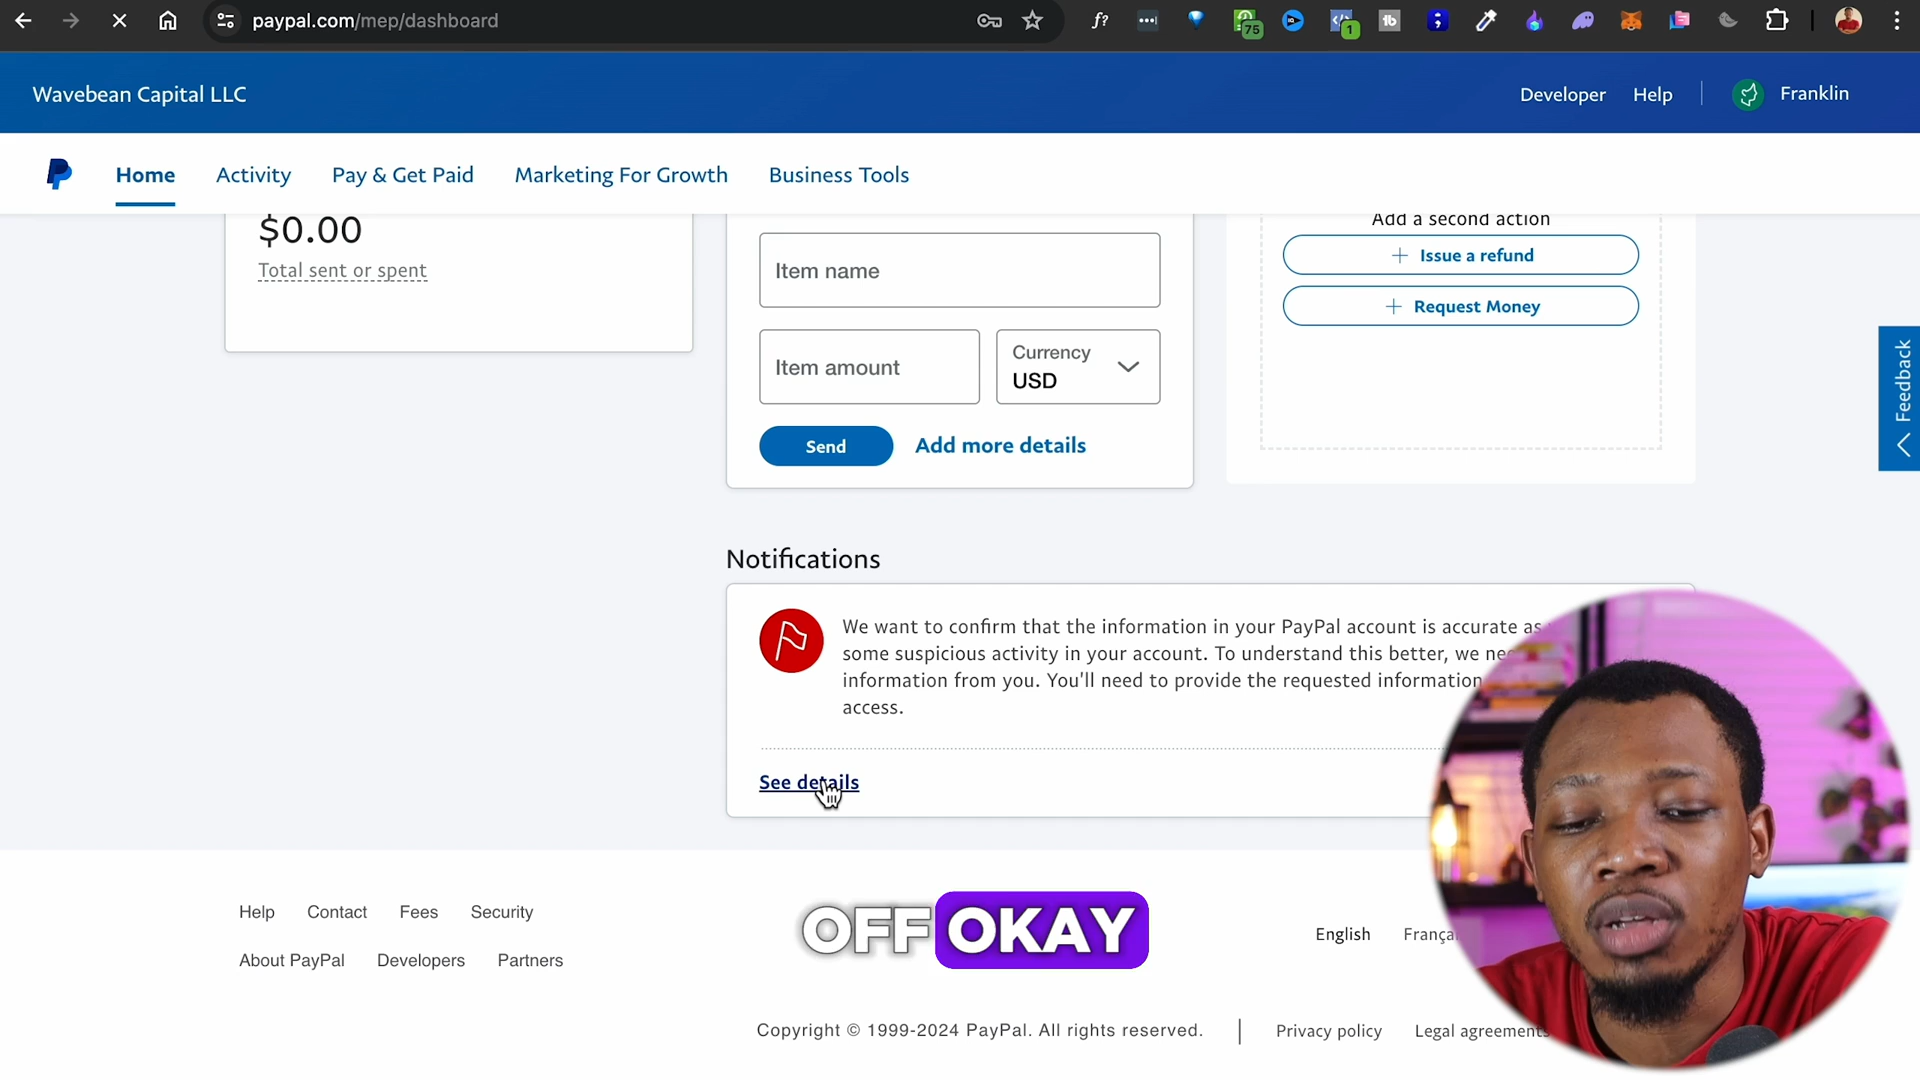 paypal.com/mep/dashboard
f?
75
1
tb
Wavebean Capital LLC
Developer
Help
Franklin
Home
Activity
Pay & Get Paid
Marketing For Growth
Business Tools
$0.00
Total sent or spent
Item name
Item amount
Currency
USD
Send
Add more details
Add a second action
Issue a refund
Request Money
Feedback
Notifications
We want to confirm that the information in your PayPal account is accurate as
some suspicious activity in your account. To understand this better, we
information from you. You'll need to provide the requested information
access.
See details
Help
Contact
Fees
Security
About PayPal
Developers
Partners
OFF OKAY
English
Copyright © 1999-2024 PayPal. All rights reserved.
Privacy policy
Legal agreements